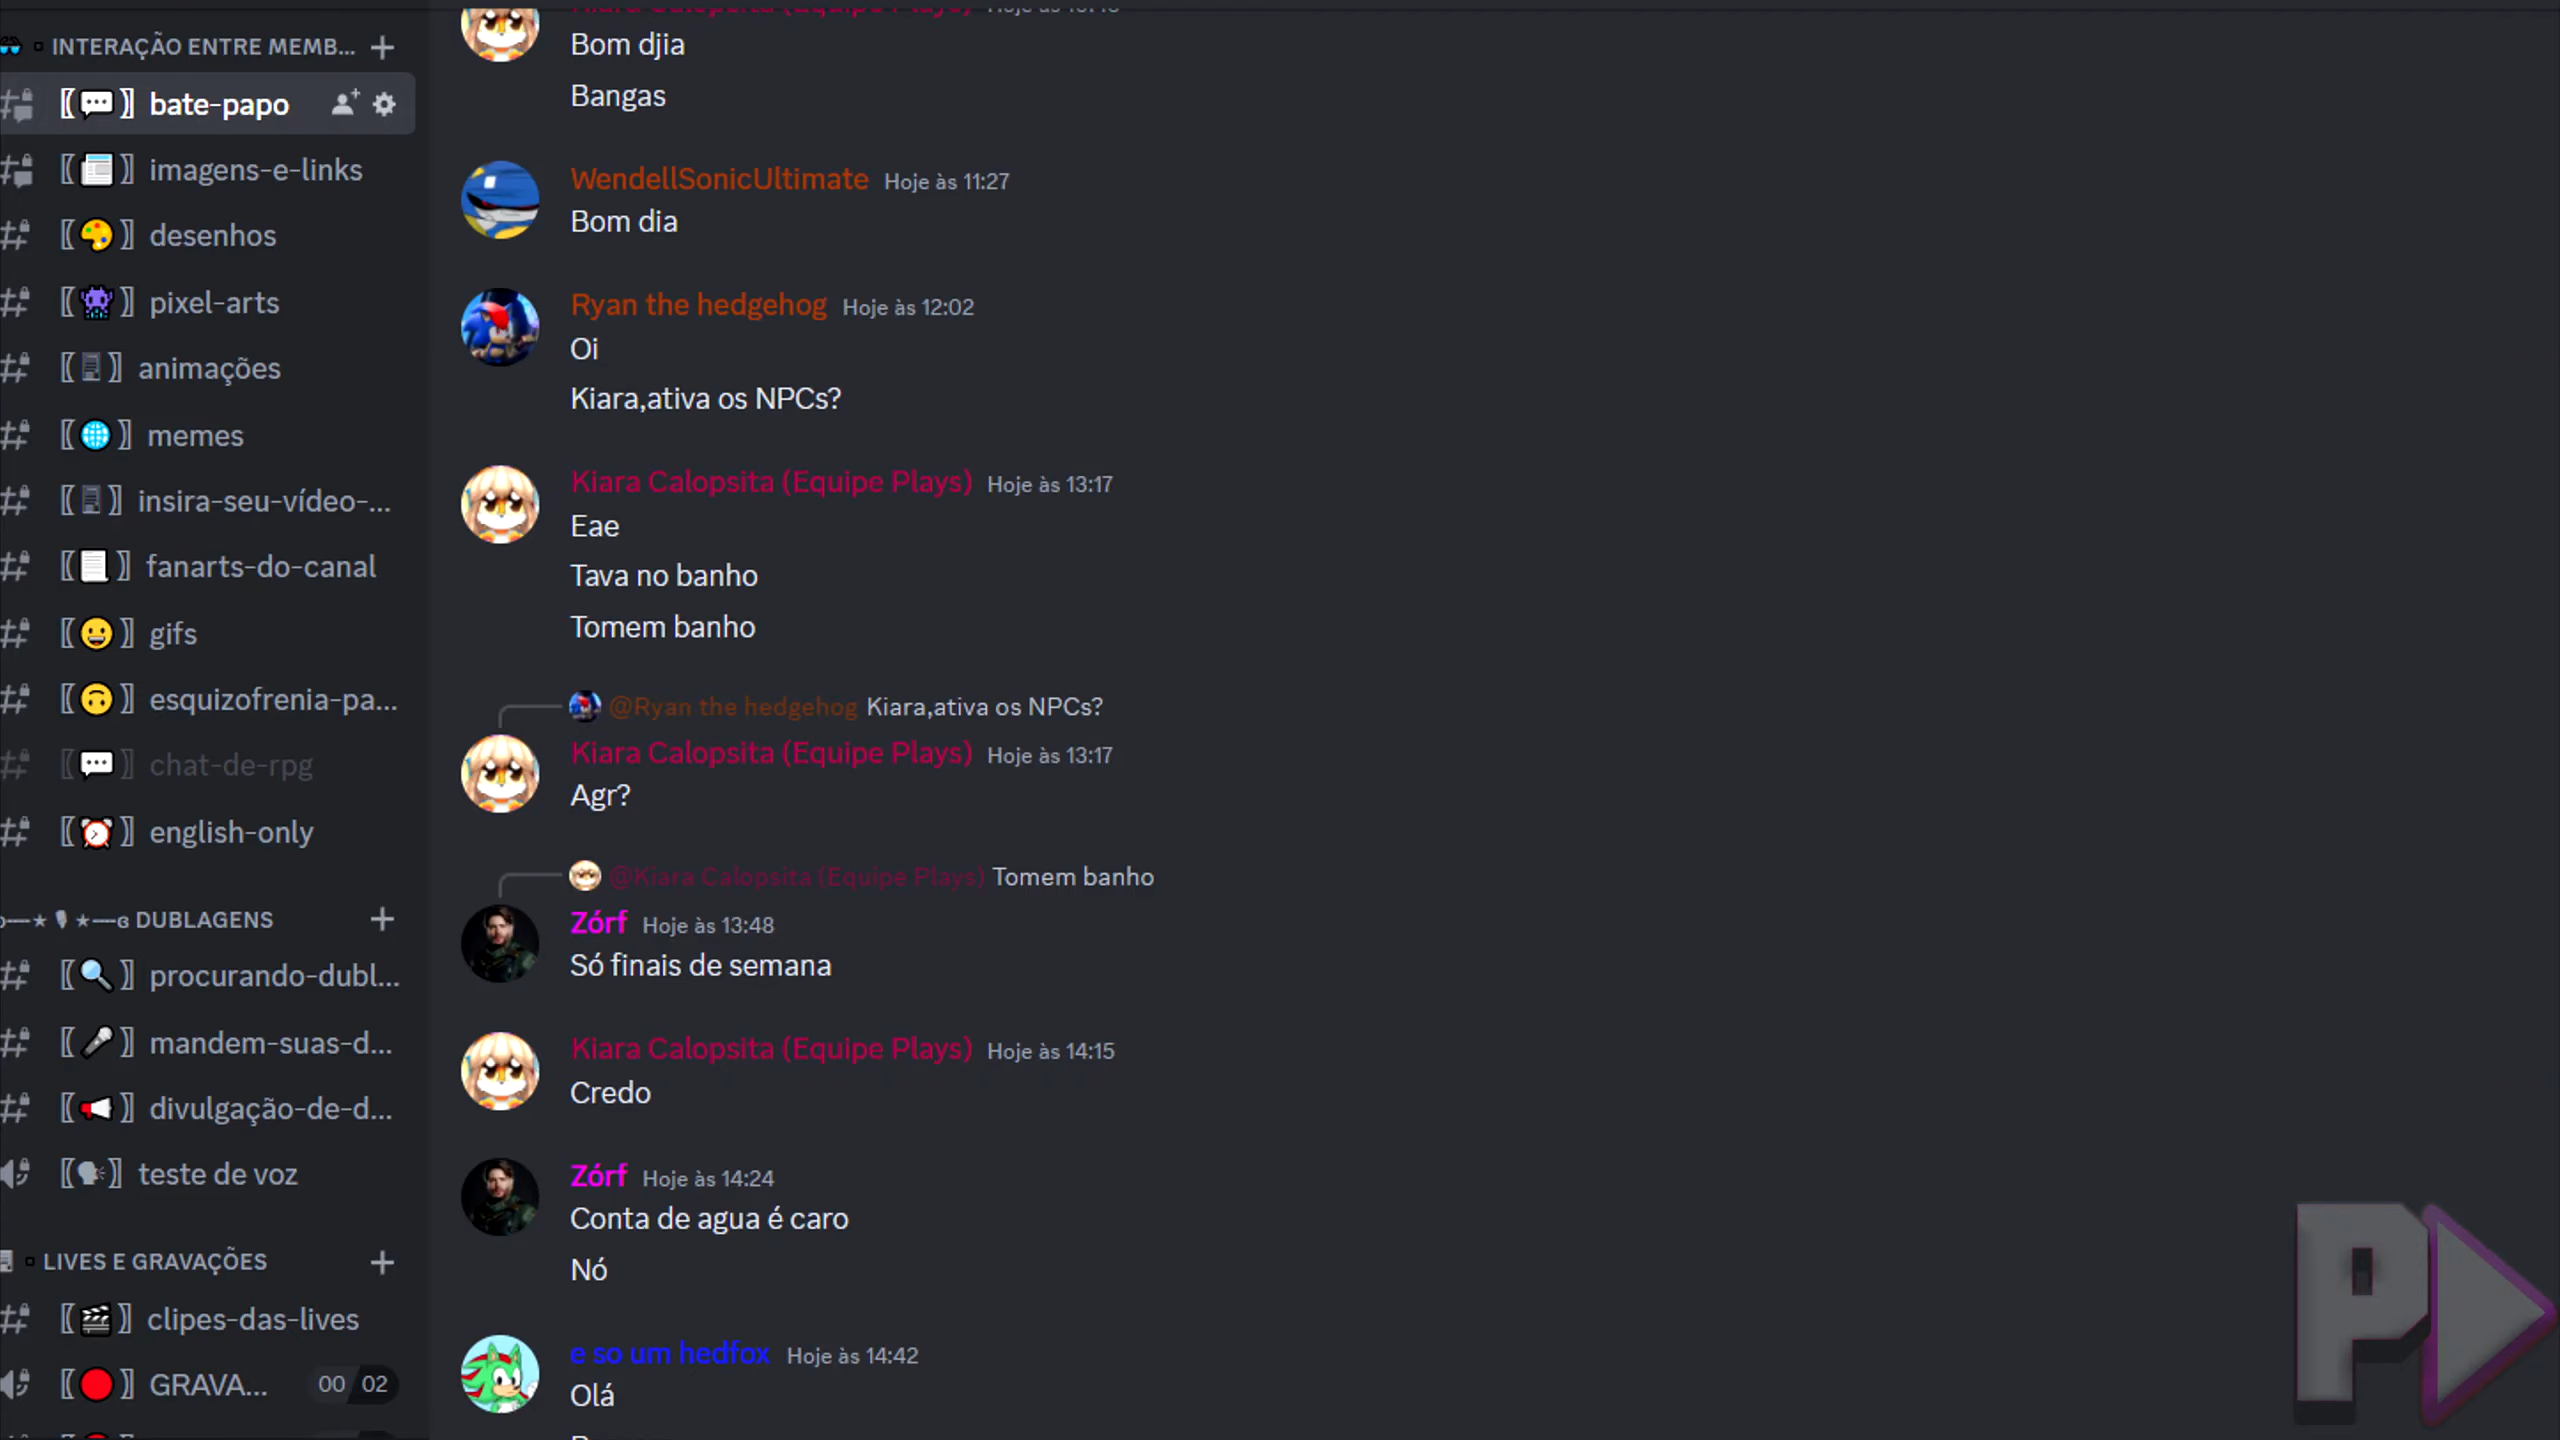 INTERAÇÃO ENTRE MEMB...
bate-papo
imagens-e-links
desenhos
pixel-arts
animações
memes
insira-seu-vídeo-...
fanarts-do-canal
gifs
esquizofrenia-pa...
chat-de-rpg
english-only
DUBLAGENS
procurando-dubl...
mandem-suas-d...
divulgação-de-d...
teste de voz
LIVES E GRAVAÇÕES
clipes-das-lives
GRAVA... 00 02
Kiara Calopsita (Equipe Plays)
Bom djia
Bangas
WendellSonicUltimate Hoje às 11:27
Bom dia
Ryan the hedgehog Hoje às 12:02
Oi
Kiara,ativa os NPCs?
Kiara Calopsita (Equipe Plays) Hoje às 13:17
Eae
Tava no banho
Tomem banho
@Ryan the hedgehog Kiara,ativa os NPCs?
Kiara Calopsita (Equipe Plays) Hoje às 13:17
Agr?
@Kiara Calopsita (Equipe Plays) Tomem banho
Zórf Hoje às 13:48
Só finais de semana
Kiara Calopsita (Equipe Plays) Hoje às 14:15
Credo
Zórf Hoje às 14:24
Conta de agua é caro
Nó
e so um hedfox Hoje às 14:42
Olá
P